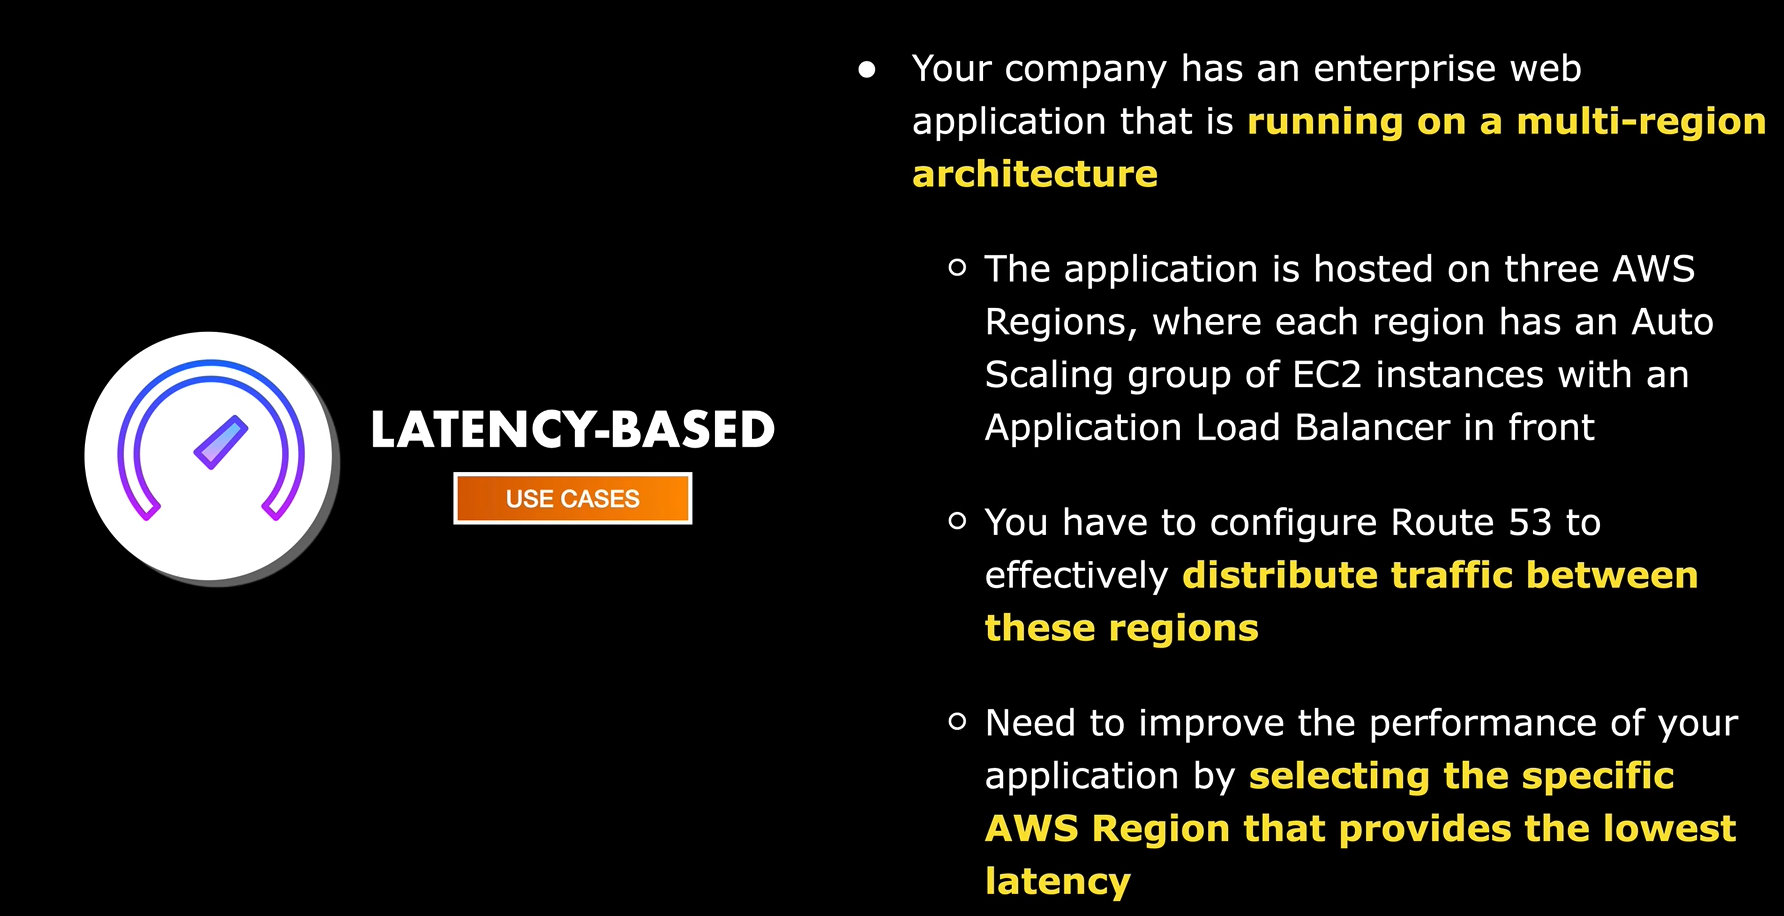 LATENCY-BASED
USE CASES
● Your company has an enterprise web
application that is running on a multi-region
architecture
○ The application is hosted on three AWS
Regions, where each region has an Auto
Scaling group of EC2 instances with an
Application Load Balancer in front
○ You have to configure Route 53 to
effectively distribute traffic between
these regions
○ Need to improve the performance of your
application by selecting the specific
AWS Region that provides the lowest
latency